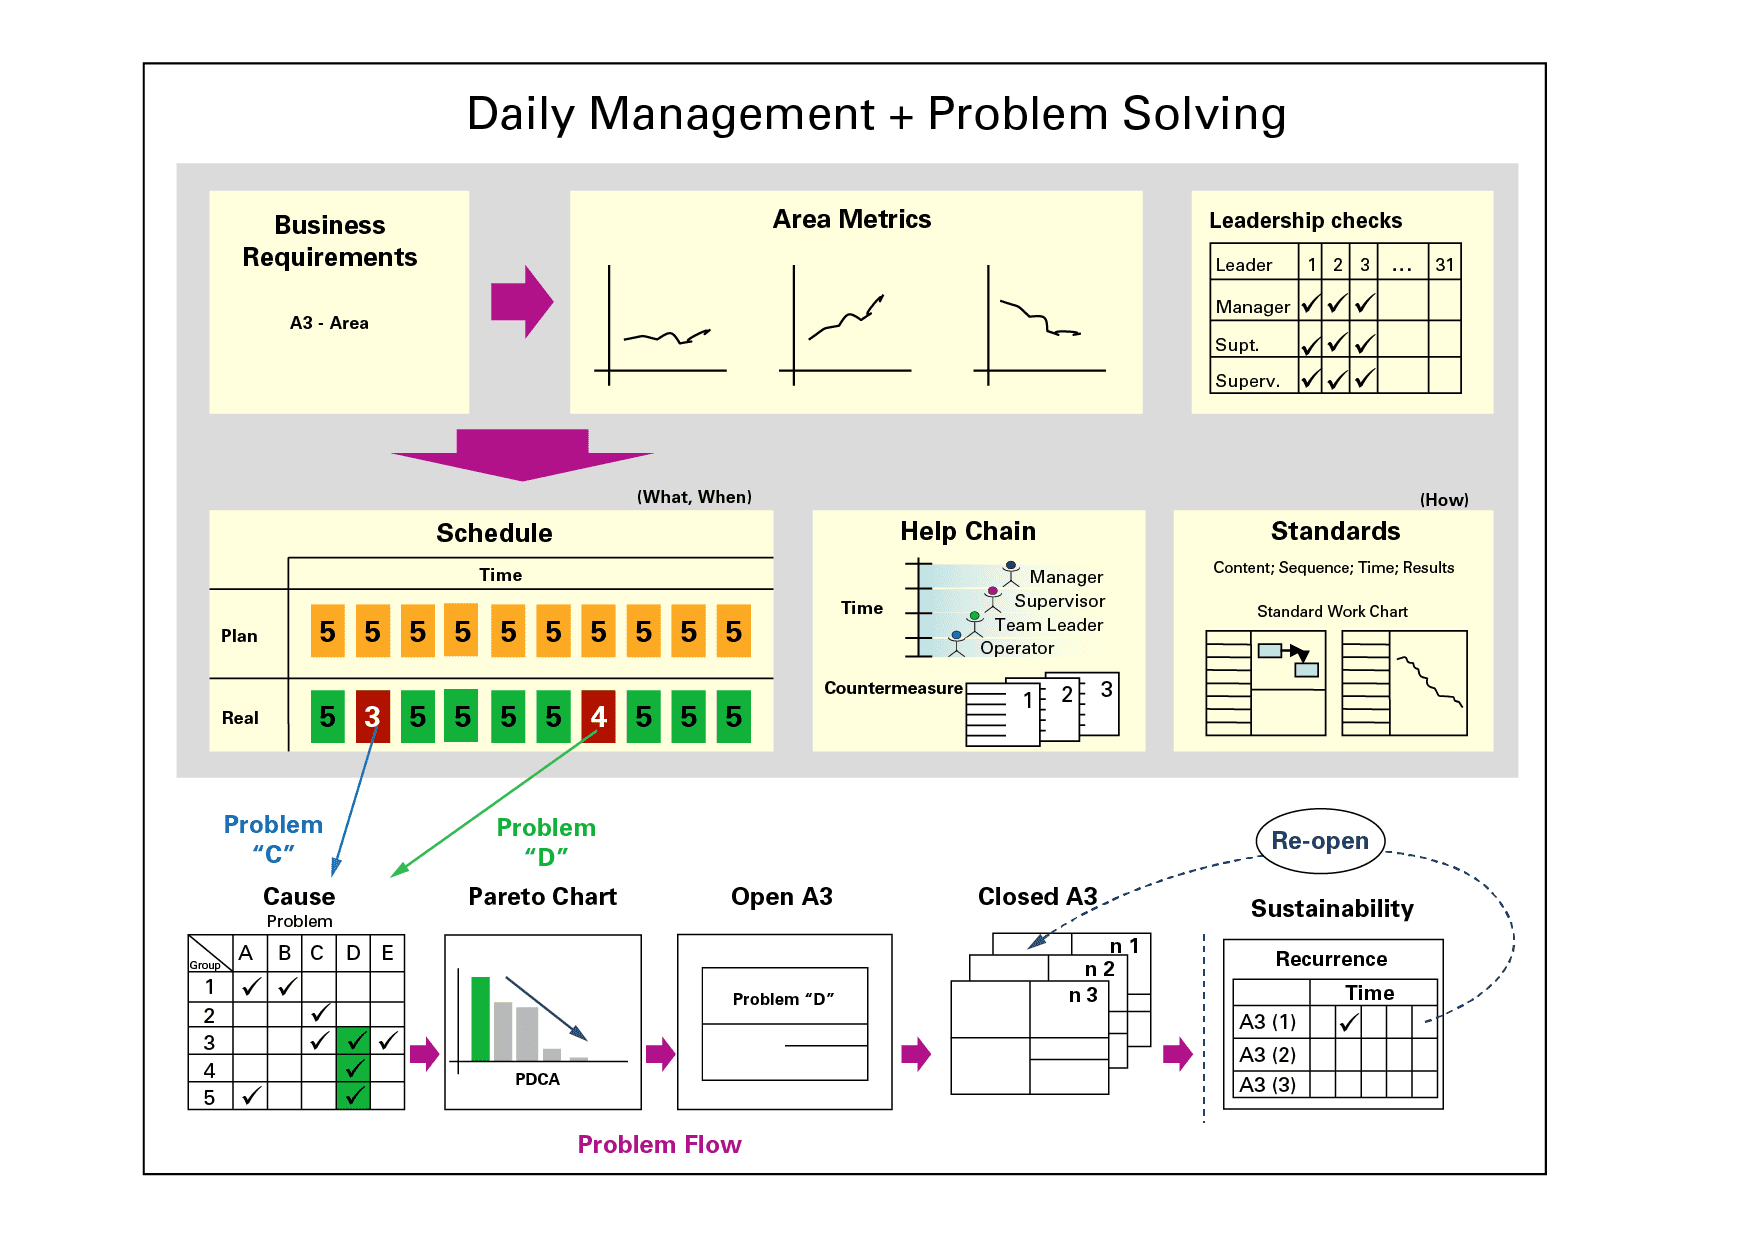 Daily Management + Problem Solving
Business
Requirements
A3 - Area
Area Metrics
Leadership checks
Leader 1 2 3 ... 31
Manager
Supt.
Superv.
(What, When)
Schedule
Time
Plan 5 5 5 5 5 5 5 5 5 5
Real 5 3 5 5 5 5 4 5 5 5
Help Chain
Time
Manager
Supervisor
Team Leader
Operator
Countermeasure
1 2 3
(How)
Standards
Content; Sequence; Time; Results
Standard Work Chart
Problem
“C”
Problem
“D”
Cause
Problem
Group A B C D E
1
2
3
4
5
Pareto Chart
PDCA
Open A3
Problem “D”
Closed A3
n 1
n 2
n 3
Re-open
Sustainability
Recurrence
Time
A3 (1)
A3 (2)
A3 (3)
Problem Flow